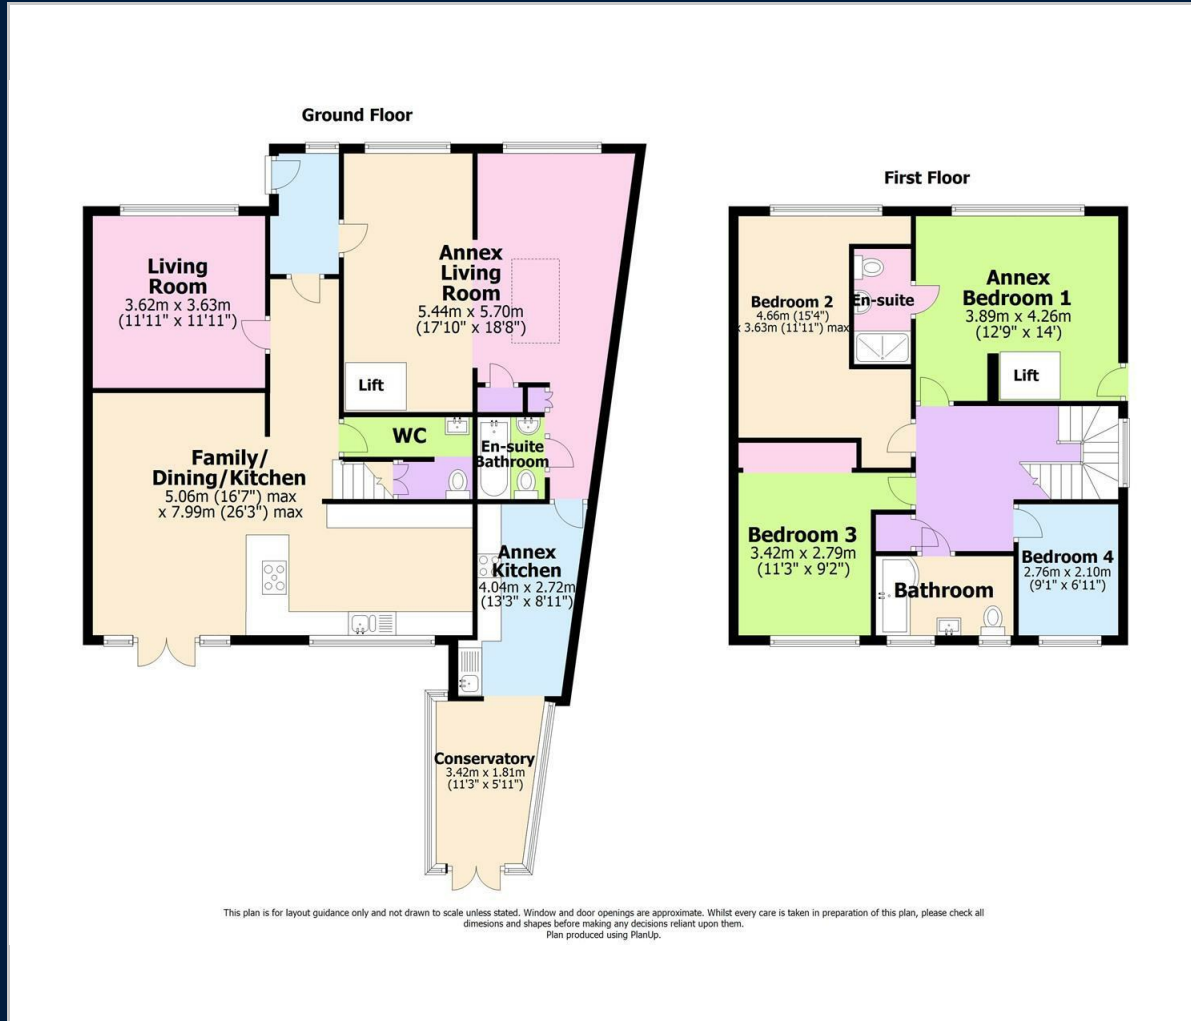 Ground Floor
Living
Room
3.62m x 3.63m
(11'11" x 11'11")
Annex
Living
Room
5.44m x 5.70m
(17'10" x 18'8")
Lift
WC
En-suite
Bathroom
Family/
Dining/Kitchen
5.06m (16'7") max
x 7.99m (26'3") max
Annex
Kitchen
4.04m x 2.72m
(13'3" x 8'11")
Conservatory
3.42m x 1.81m
(11'3" x 5'11")
First Floor
Bedroom 2
4.66m (15'4")
x 3.63m (11'11") max
En-suite
Annex
Bedroom 1
3.89m x 4.26m
(12'9" x 14')
Lift
Bedroom 3
3.42m x 2.79m
(11'3" x 9'2")
Bathroom
Bedroom 4
2.76m x 2.10m
(9'1" x 6'11")
This plan is for layout guidance only and not drawn to scale unless stated. Window and door openings are approximate. Whilst every care is taken in preparation of this plan, please check all
dimesions and shapes before making any decisions reliant upon them.
Plan produced using PlanUp.